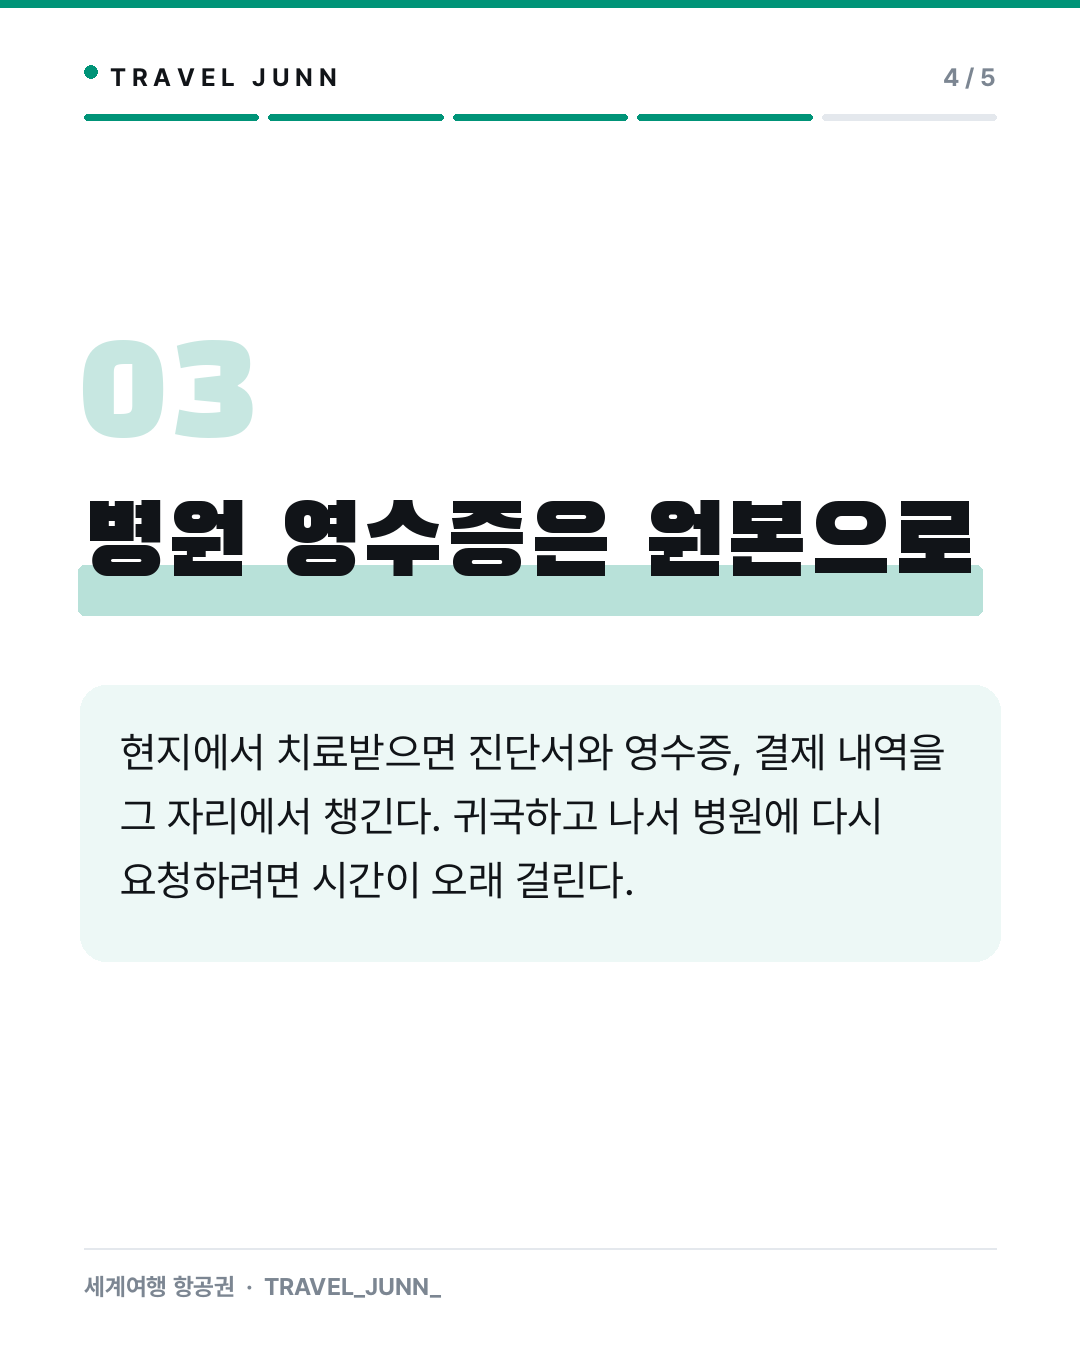 TRAVEL JUNN
4 / 5
03
병원 영수증은 원본으로
현지에서 치료받으면 진단서와 영수증, 결제 내역을
그 자리에서 챙긴다. 귀국하고 나서 병원에 다시
요청하려면 시간이 오래 걸린다.
세계여행 항공권 · TRAVEL_JUNN_